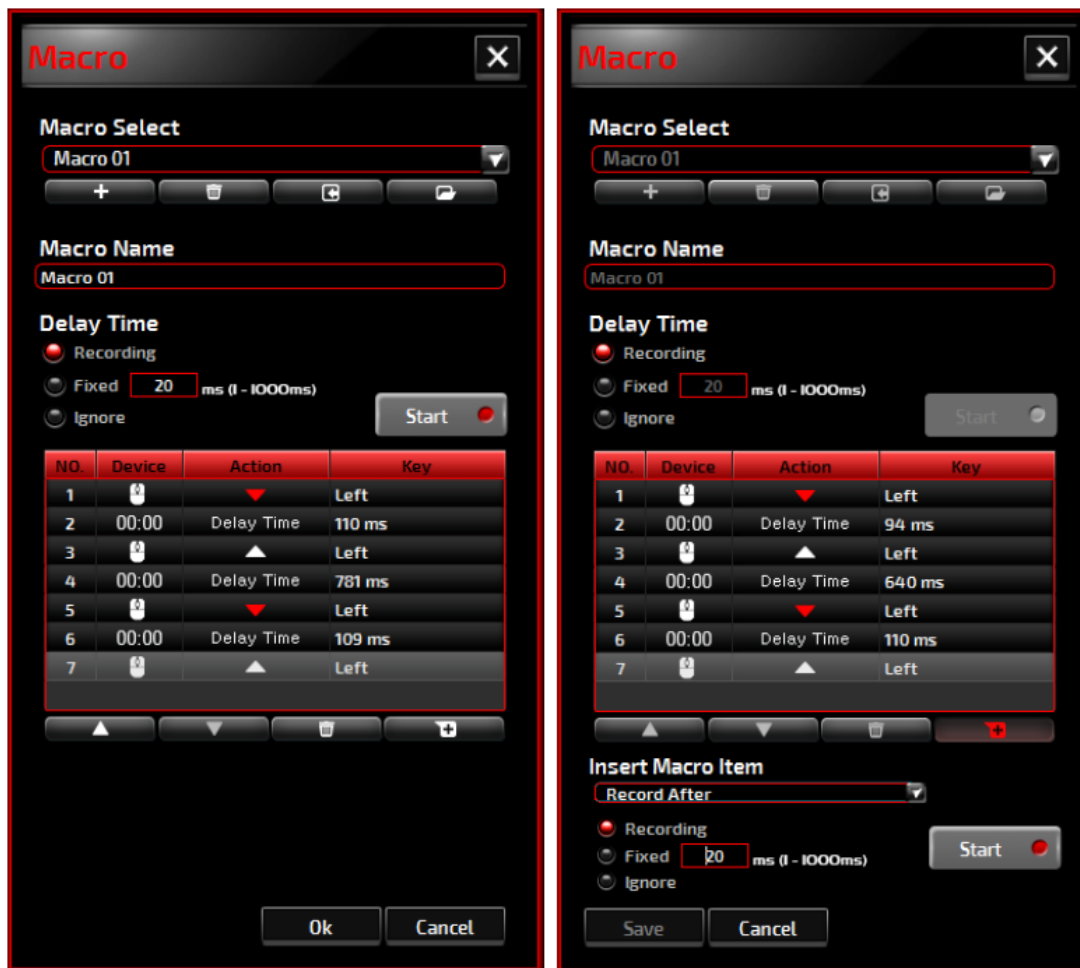 Macro
Macro Select
Macro 01
Macro Name
Macro 01
Delay Time
Recording
Fixed 20 ms (1 - 1000ms)
Ignore
Start
NO. Device Action Key
1 Left
2 00:00 Delay Time 110 ms
3 Left
4 00:00 Delay Time 781 ms
5 Left
6 00:00 Delay Time 109 ms
7 Left
Ok Cancel
Macro
Macro Select
Macro 01
Macro Name
Macro 01
Delay Time
Recording
Fixed 20 ms (1 - 1000ms)
Ignore
Start
NO. Device Action Key
1 Left
2 00:00 Delay Time 94 ms
3 Left
4 00:00 Delay Time 640 ms
5 Left
6 00:00 Delay Time 110 ms
7 Left
Insert Macro Item
Record After
Recording
Fixed 20 ms (1 - 1000ms)
Ignore
Start
Save Cancel